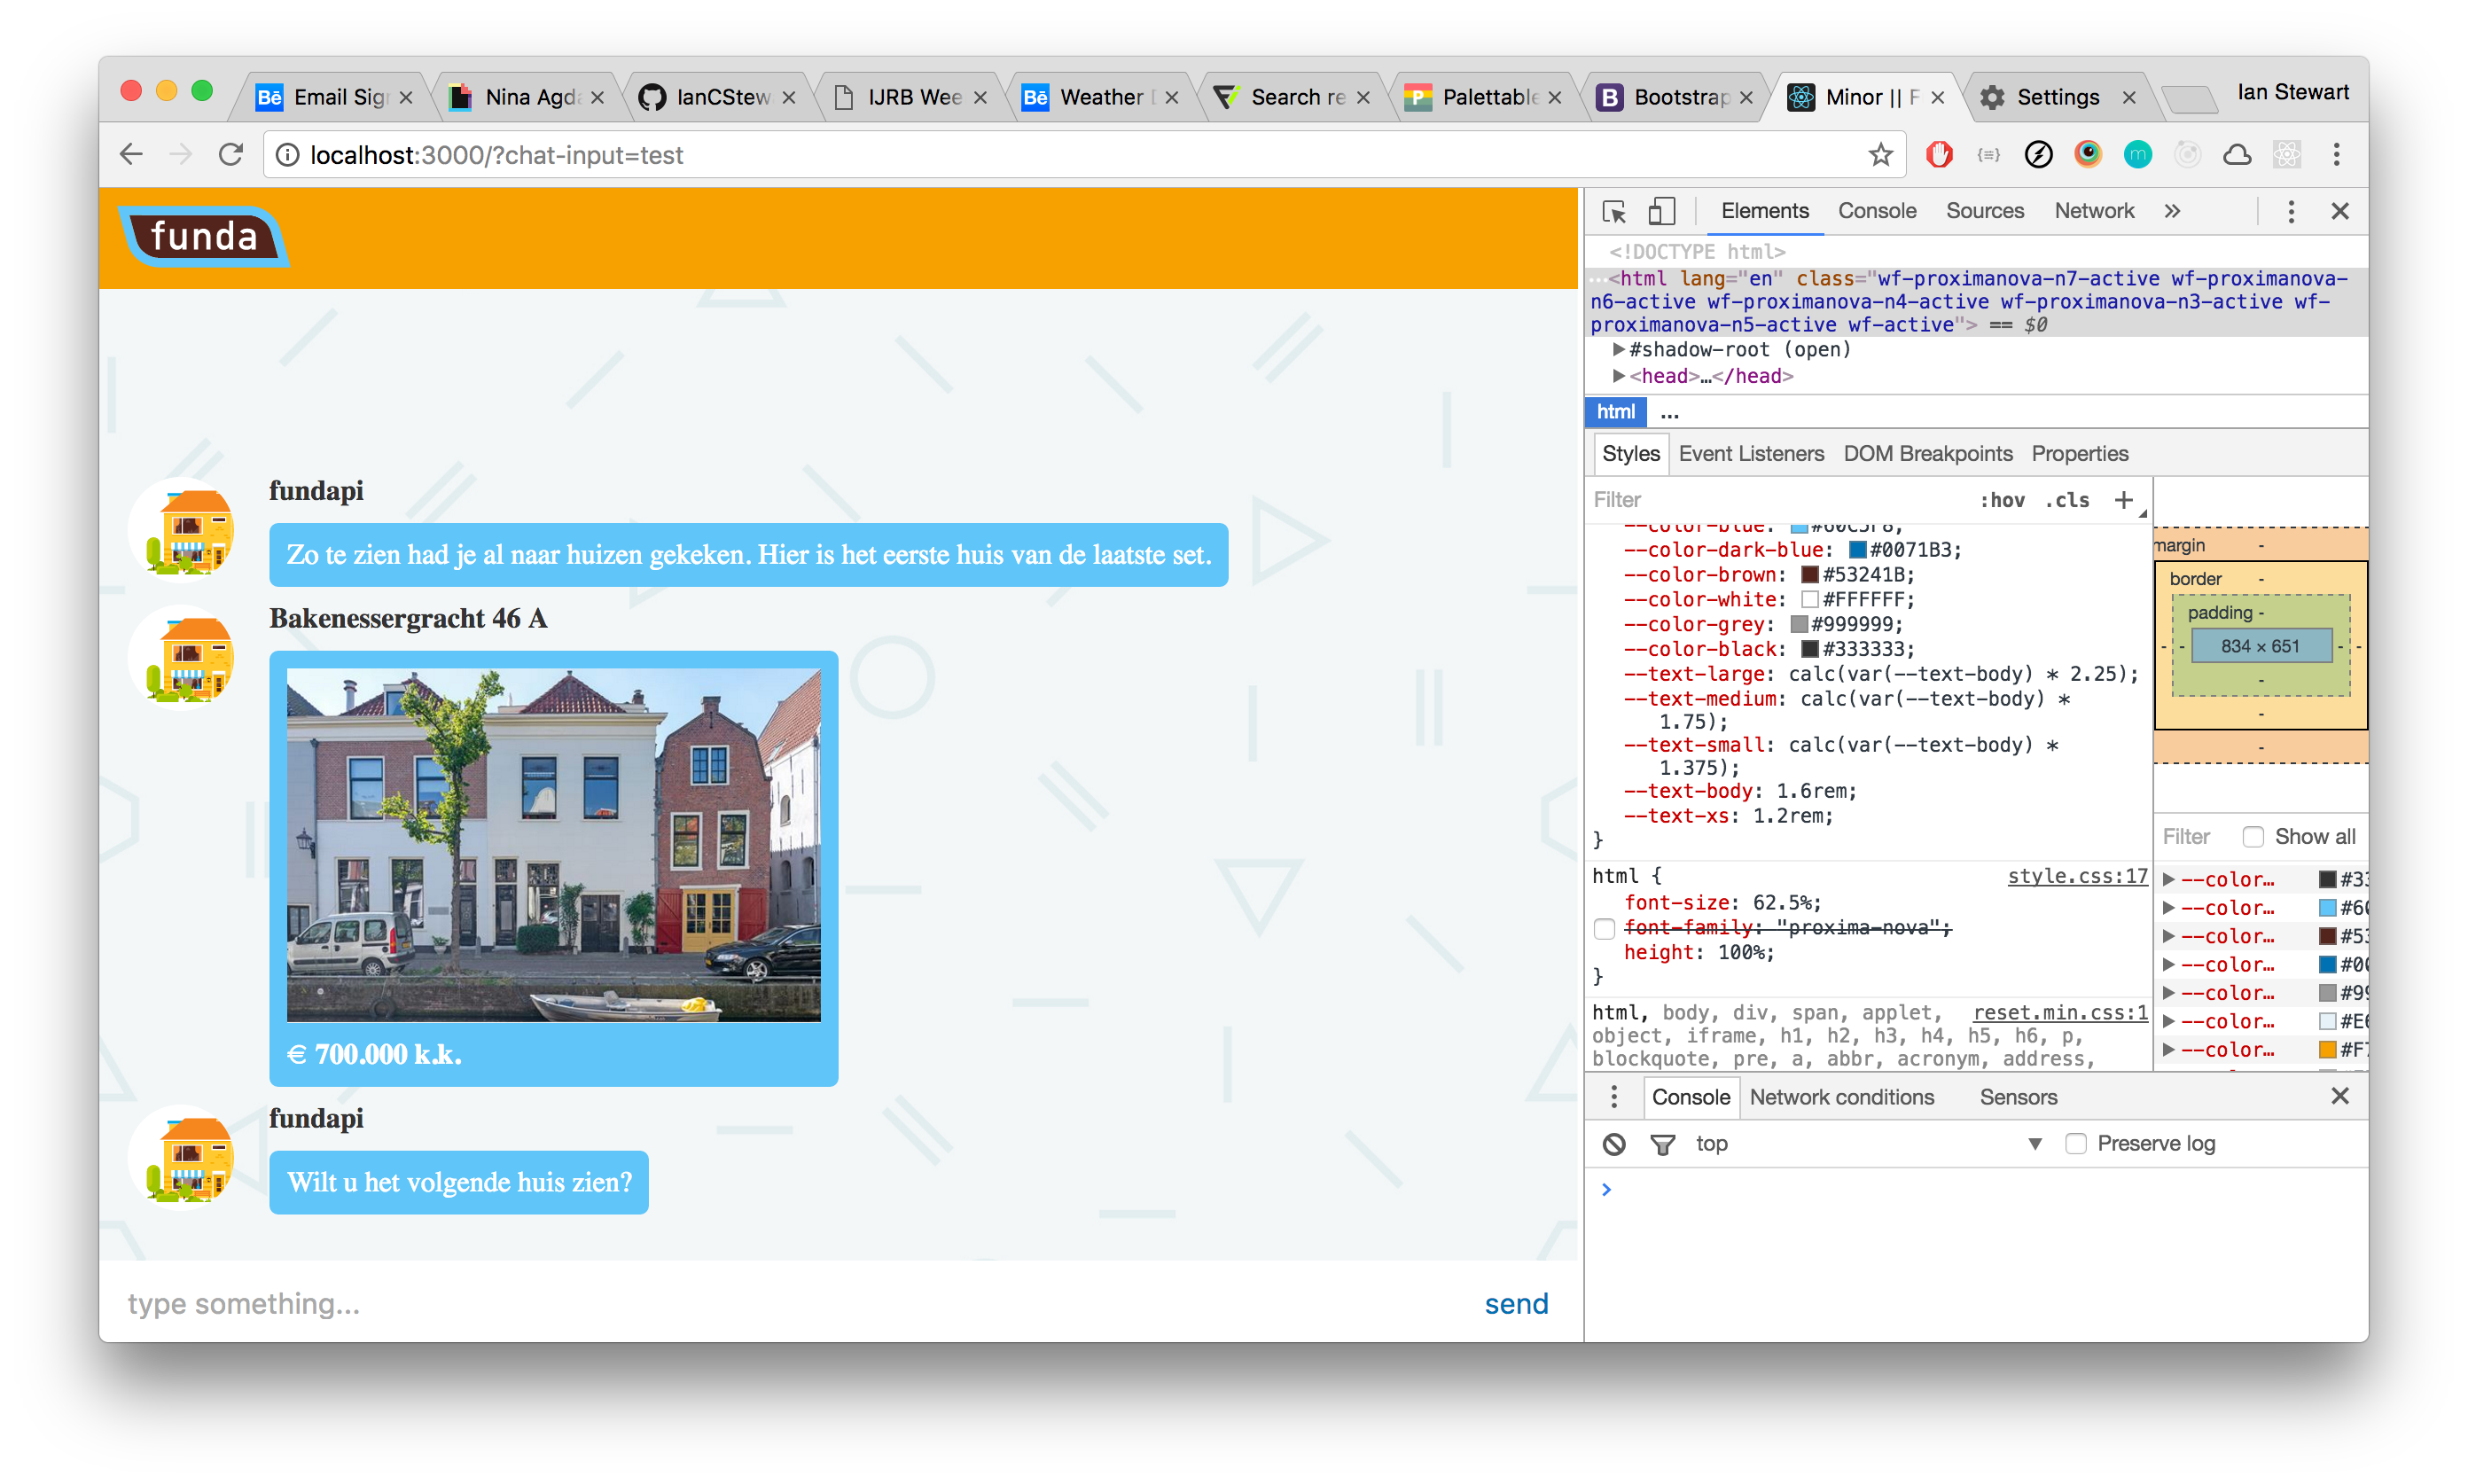 Email Sig
Nina Agda
IanCStew
IJRB Wee
Weather
Search re
Palettable
Bootstrap
Minor || F
Settings
Ian Stewart
localhost:3000/?chat-input=test
funda
fundapi
Zo te zien had je al naar huizen gekeken. Hier is het eerste huis van de laatste set.
Bakenessergracht 46 A
€ 700.000 k.k.
fundapi
Wilt u het volgende huis zien?
type something...
send
Elements Console Sources Network »
<!DOCTYPE html>
…<html lang="en" class="wf-proximanova-n7-active wf-proximanova-
n6-active wf-proximanova-n4-active wf-proximanova-n3-active wf-
proximanova-n5-active wf-active"> == $0
▶#shadow-root (open)
▶<head>…</head>
html ...
Styles Event Listeners DOM Breakpoints Properties
Filter :hov .cls +
--color-blue: #60C5F8;
--color-dark-blue: #0071B3;
--color-brown: #53241B;
--color-white: #FFFFFF;
--color-grey: #999999;
--color-black: #333333;
--text-large: calc(var(--text-body) * 2.25);
--text-medium: calc(var(--text-body) *
1.75);
--text-small: calc(var(--text-body) *
1.375);
--text-body: 1.6rem;
--text-xs: 1.2rem;
}
html { style.css:17
font-size: 62.5%;
font-family: "proxima-nova";
height: 100%;
}
html, body, div, span, applet, reset.min.css:1
object, iframe, h1, h2, h3, h4, h5, h6, p,
blockquote, pre, a, abbr, acronym, address,
margin -
border -
padding -
- - 834 × 651 - -
-
-
-
Filter Show all
▶--color… #33
▶--color… #60
▶--color… #53
▶--color… #00
▶--color… #99
▶--color… #E6
▶--color… #F7
Console Network conditions Sensors
top ▼ Preserve log
>